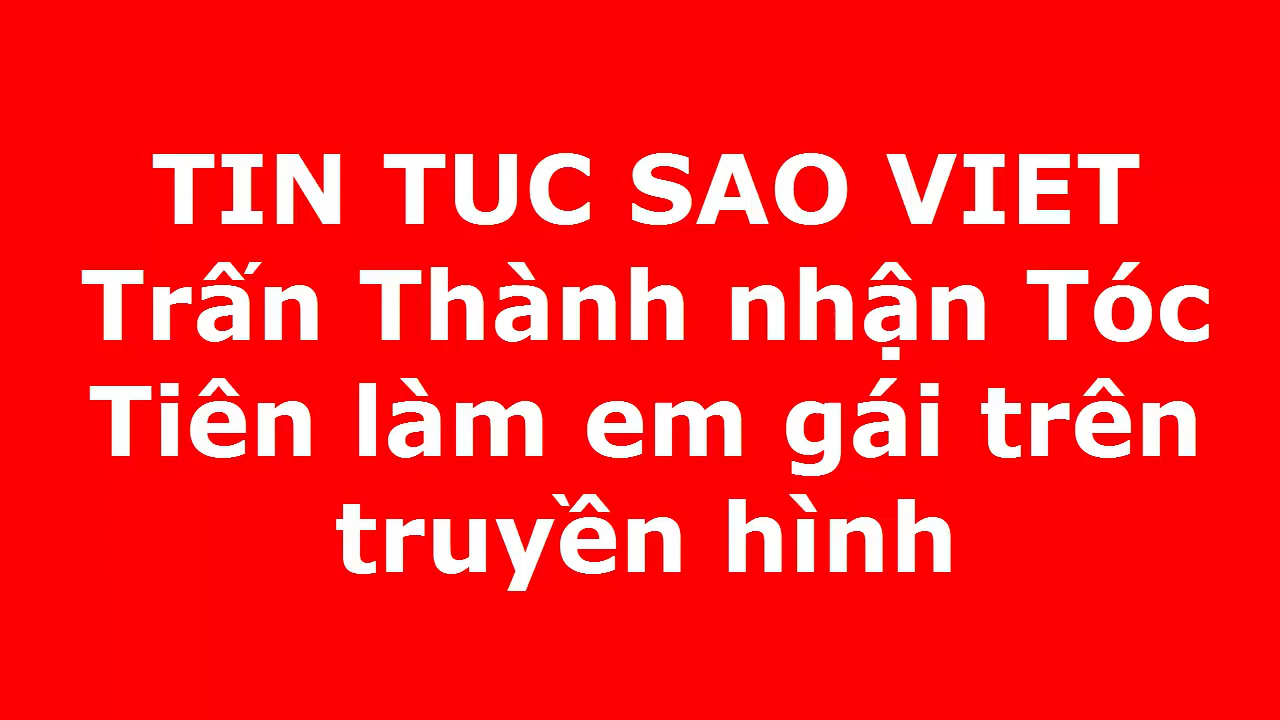 TIN TUC SAO VIET
Trấn Thành nhận Tóc
Tiên làm em gái trên
truyền hình